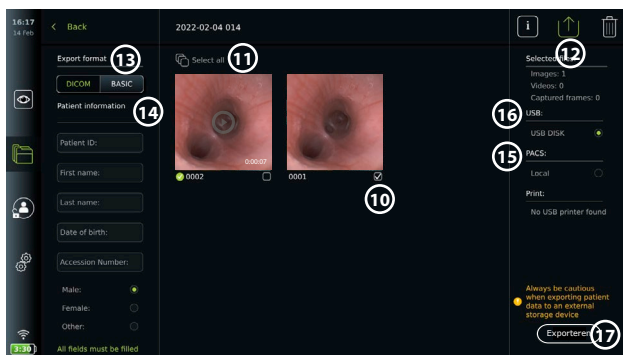 16:17
14 Feb
Back
2022-02-04 014
Export format
13
DICOM
BASIC
Patient information
14
Patient ID:
First name:
Last name:
Date of birth:
Accession Number:
Male:
Female:
Other:
All fields must be filled
3:30
Select all
11
0:00:07
0002
0001
10
i
12
Images: 1
Videos: 0
Captured frames: 0
16
USB:
USB DISK
15
PACS:
Local
Print:
No USB printer found
Always be cautious
when exporting patient
data to an external
storage device
Exporteren
17